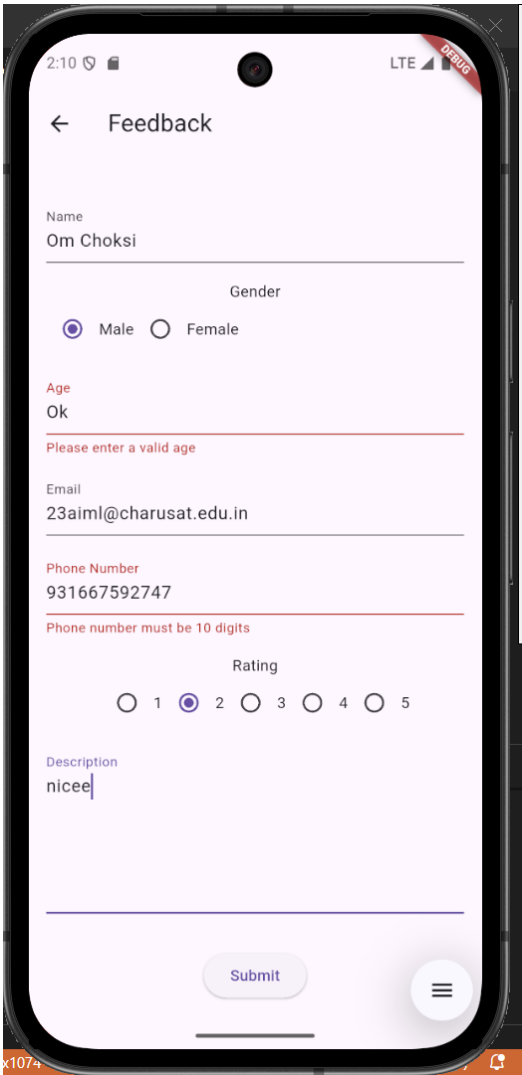 2:10 LTE
DEBUG
Feedback
Name
Om Choksi
Gender
Male Female
Age
Ok
Please enter a valid age
Email
23aiml@charusat.edu.in
Phone Number
931667592747
Phone number must be 10 digits
Rating
1 2 3 4 5
Description
nicee
Submit
x1074